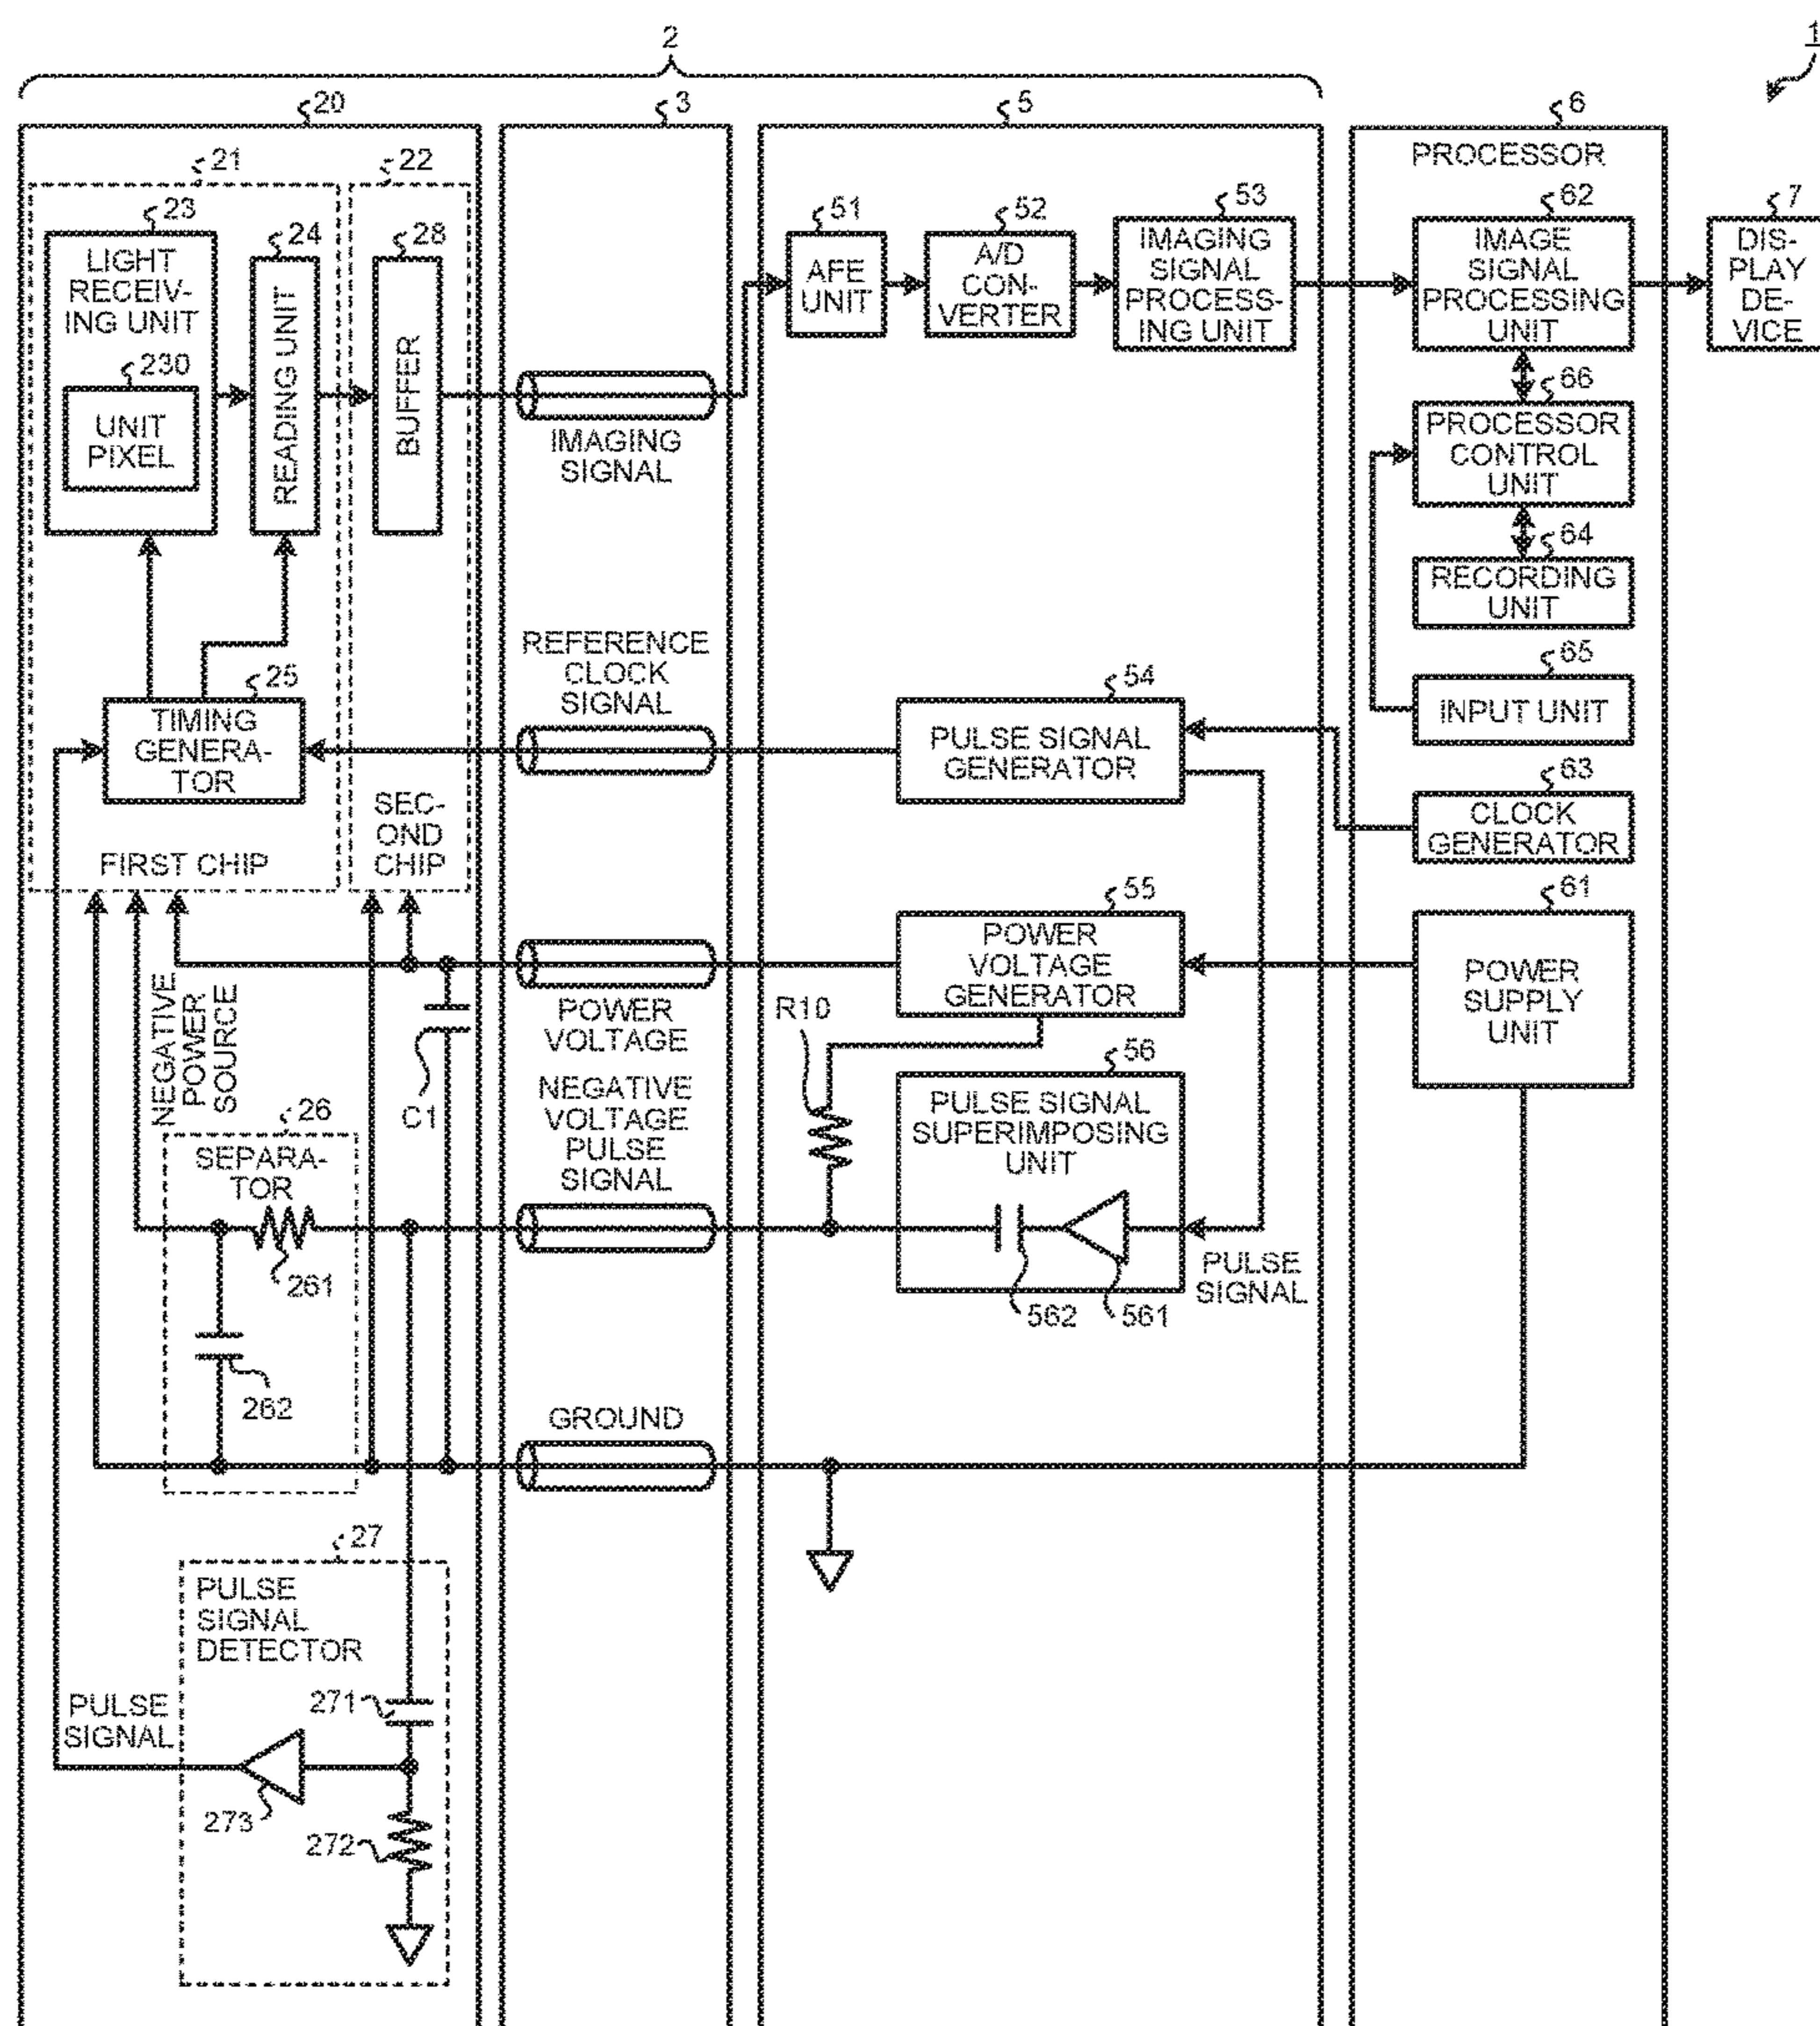 1
2
20
3
5
6
PROCESSOR
21
22
23
24
28
51
52
53
62
7
LIGHT
RECEIV-
ING UNIT
230
UNIT
PIXEL
READING UNIT
BUFFER
IMAGING
SIGNAL
AFE
UNIT
A/D
CON-
VERTER
IMAGING
SIGNAL
PROCESS-
ING UNIT
IMAGE
SIGNAL
PROCESSING
UNIT
DIS-
PLAY
DE-
VICE
66
PROCESSOR
CONTROL
UNIT
64
RECORDING
UNIT
65
INPUT UNIT
63
CLOCK
GENERATOR
61
POWER
SUPPLY
UNIT
25
TIMING
GENERA-
TOR
FIRST CHIP
SEC-
OND
CHIP
REFERENCE
CLOCK
SIGNAL
54
PULSE SIGNAL
GENERATOR
55
POWER
VOLTAGE
GENERATOR
POWER
VOLTAGE
R10
C1
NEGATIVE
POWER
SOURCE
NEGATIVE
VOLTAGE
PULSE
SIGNAL
56
PULSE SIGNAL
SUPERIMPOSING
UNIT
562
561
PULSE
SIGNAL
26
SEPARA-
TOR
261
262
GROUND
27
PULSE
SIGNAL
DETECTOR
PULSE
SIGNAL
271
273
272